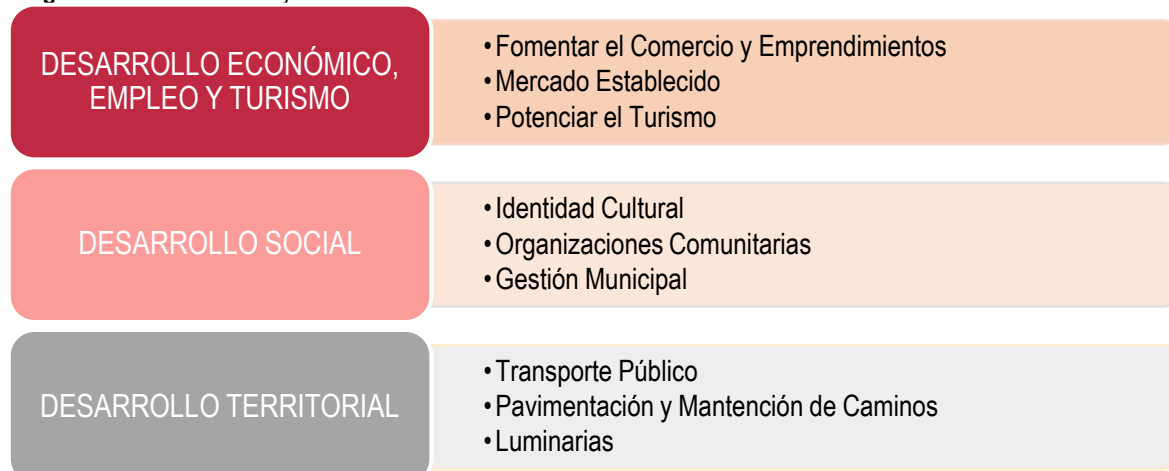 DESARROLLO ECONÓMICO,
EMPLEO Y TURISMO
• Fomentar el Comercio y Emprendimientos
• Mercado Establecido
• Potenciar el Turismo
DESARROLLO SOCIAL
• Identidad Cultural
• Organizaciones Comunitarias
• Gestión Municipal
DESARROLLO TERRITORIAL
• Transporte Público
• Pavimentación y Mantención de Caminos
• Luminarias